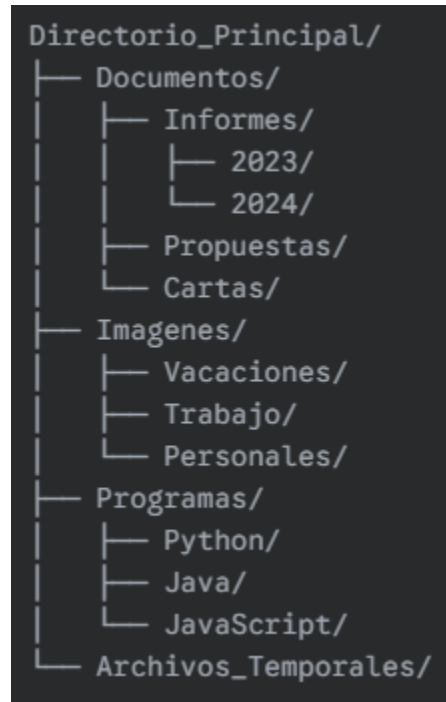 Directorio_Principal/
├── Documentos/
│   ├── Informes/
│   │   ├── 2023/
│   │   └── 2024/
│   ├── Propuestas/
│   └── Cartas/
├── Imagenes/
│   ├── Vacaciones/
│   ├── Trabajo/
│   └── Personales/
├── Programas/
│   ├── Python/
│   ├── Java/
│   └── JavaScript/
└── Archivos_Temporales/